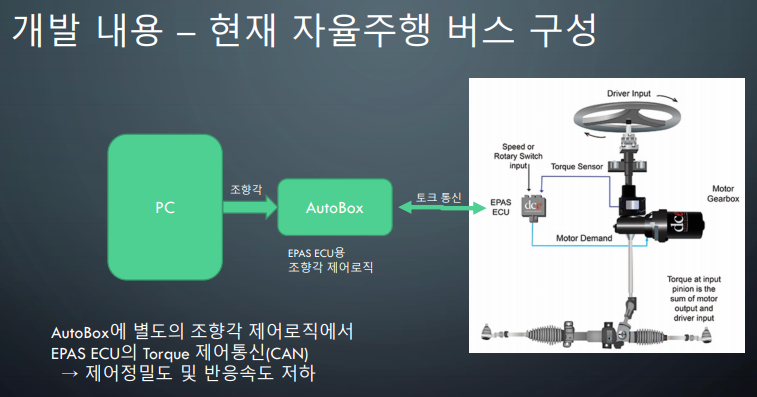 개발 내용 – 현재 자율주행 버스 구성
PC
조향각
AutoBox
EPAS ECU용
조향각 제어로직
토크 통신
Driver Input
Speed or
Rotary Switch
input
Torque Sensor
EPAS
ECU
dce
Motor
Gearbox
dce
Motor Demand
Torque at input
pinion is the
sum of motor
output and
driver input
AutoBox에 별도의 조향각 제어로직에서
EPAS ECU의 Torque 제어통신(CAN)
→ 제어정밀도 및 반응속도 저하